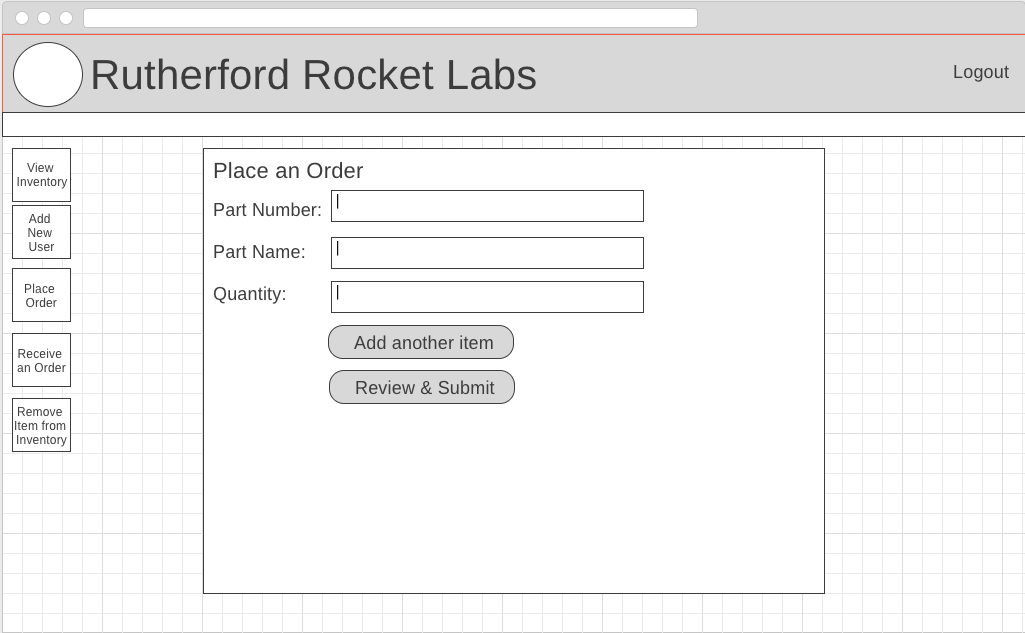 Rutherford Rocket Labs
Logout
View
Inventory
Add
New
User
Place
Order
Receive
an Order
Remove
Item from
Inventory
Place an Order
Part Number:
Part Name:
Quantity:
Add another item
Review & Submit